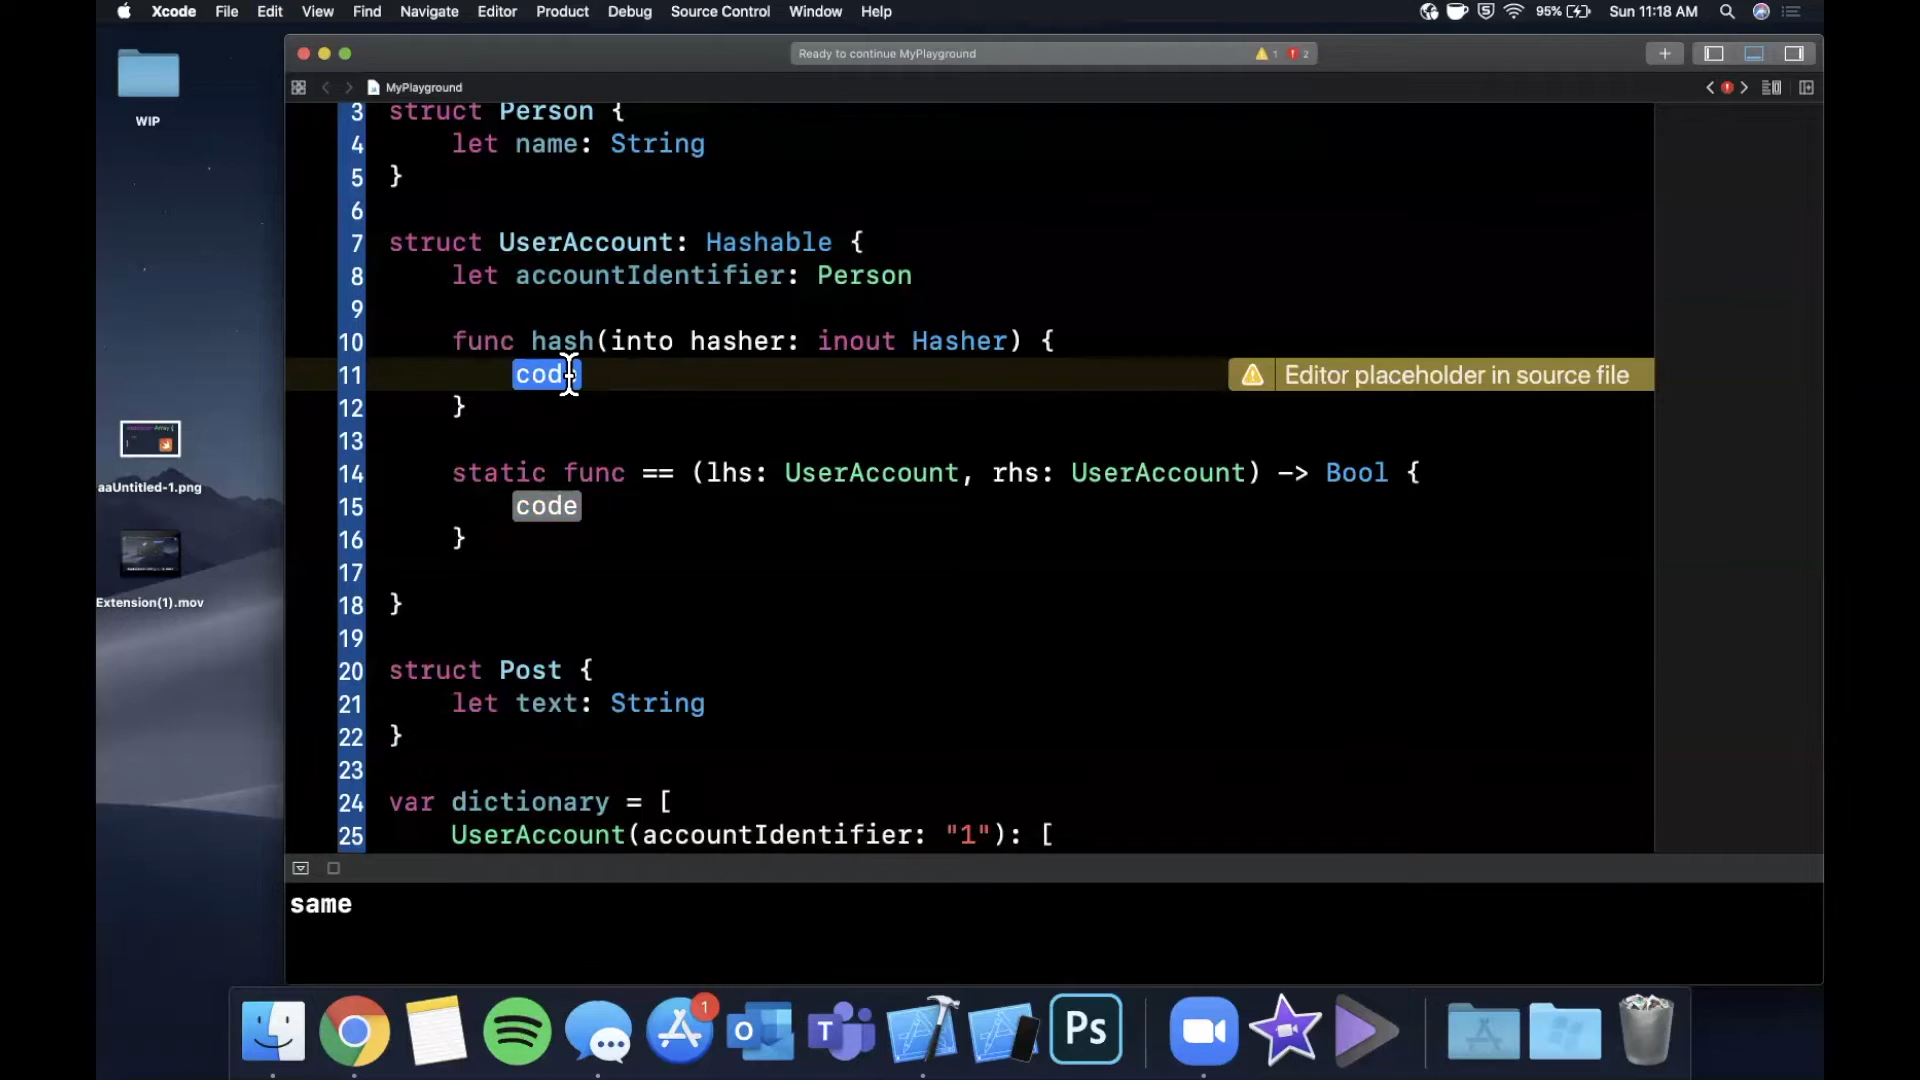 Xcode File Edit View Find Navigate Editor Product Debug Source Control Window Help 95% Sun 11:18 AM
Ready to continue MyPlayground 1 2
MyPlayground
WIP
aaUntitled-1.png
Extension(1).mov
3 struct Person {
4 let name: String
5 }
6
7 struct UserAccount: Hashable {
8 let accountIdentifier: Person
9
10 func hash(into hasher: inout Hasher) {
11 code Editor placeholder in source file
12 }
13
14 static func == (lhs: UserAccount, rhs: UserAccount) -> Bool {
15 code
16 }
17
18 }
19
20 struct Post {
21 let text: String
22 }
23
24 var dictionary = [
25 UserAccount(accountIdentifier: "1"): [
same
1
O
T
Ps